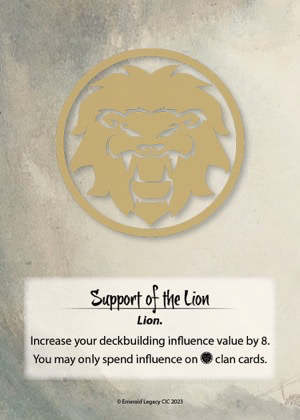 Support of the Lion
Lion.
Increase your deckbuilding influence value by 8.
You may only spend influence on clan cards.
© Emerald Legacy CIC 2023